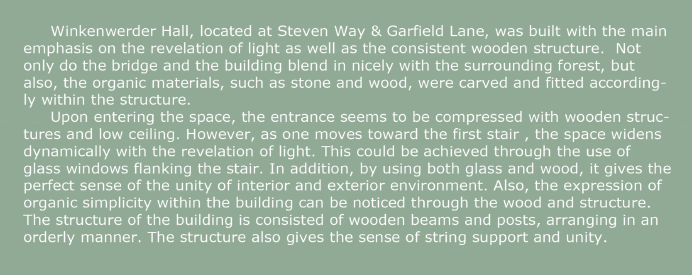 Winkenwerder Hall, located at Steven Way & Garfield Lane, was built with the main
emphasis on the revelation of light as well as the consistent wooden structure.  Not
only do the bridge and the building blend in nicely with the surrounding forest, but
also, the organic materials, such as stone and wood, were carved and fitted according-
ly within the structure.
Upon entering the space, the entrance seems to be compressed with wooden struc-
tures and low ceiling. However, as one moves toward the first stair , the space widens
dynamically with the revelation of light. This could be achieved through the use of
glass windows flanking the stair. In addition, by using both glass and wood, it gives the
perfect sense of the unity of interior and exterior environment. Also, the expression of
organic simplicity within the building can be noticed through the wood and structure.
The structure of the building is consisted of wooden beams and posts, arranging in an
orderly manner. The structure also gives the sense of string support and unity.